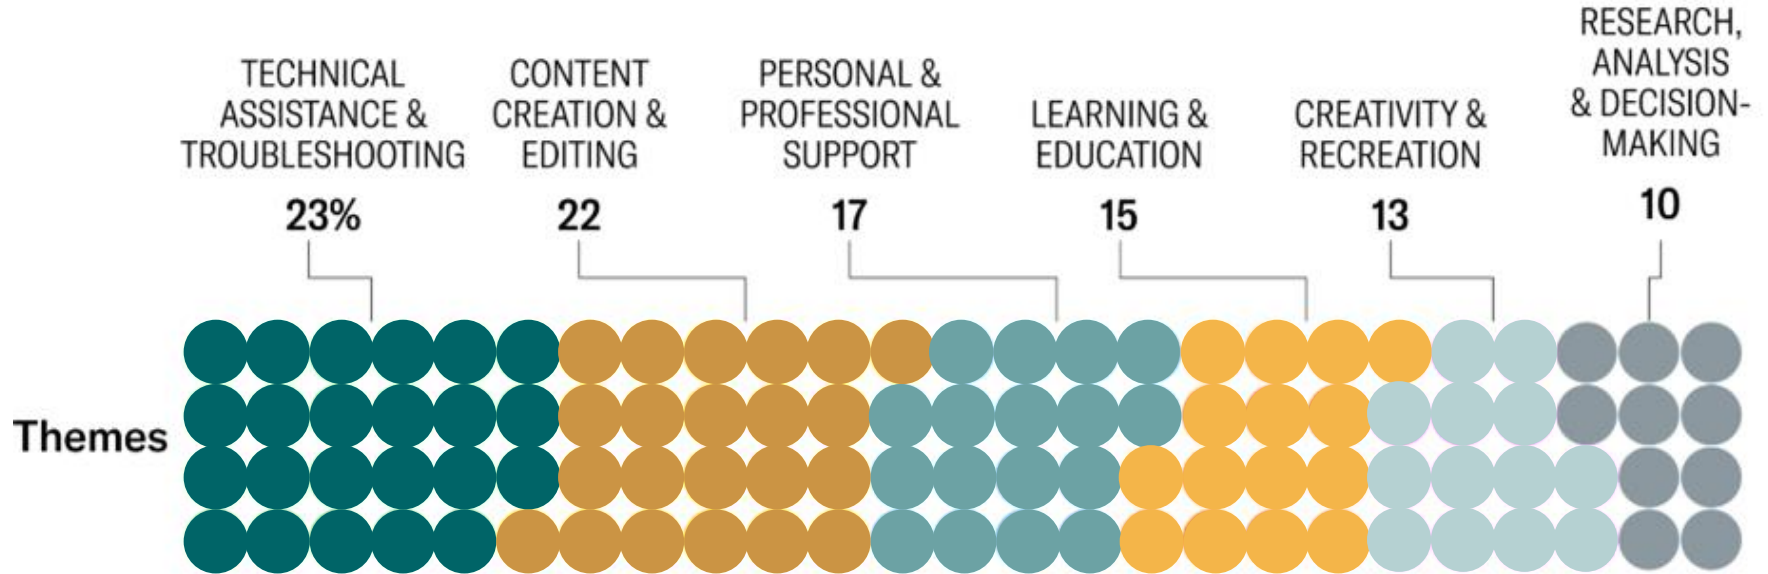 TECHNICAL
ASSISTANCE &
TROUBLESHOOTING
23%
CONTENT
CREATION &
EDITING
22
PERSONAL &
PROFESSIONAL
SUPPORT
17
LEARNING &
EDUCATION
15
CREATIVITY &
RECREATION
13
RESEARCH,
ANALYSIS
& DECISION-
MAKING
10
Themes